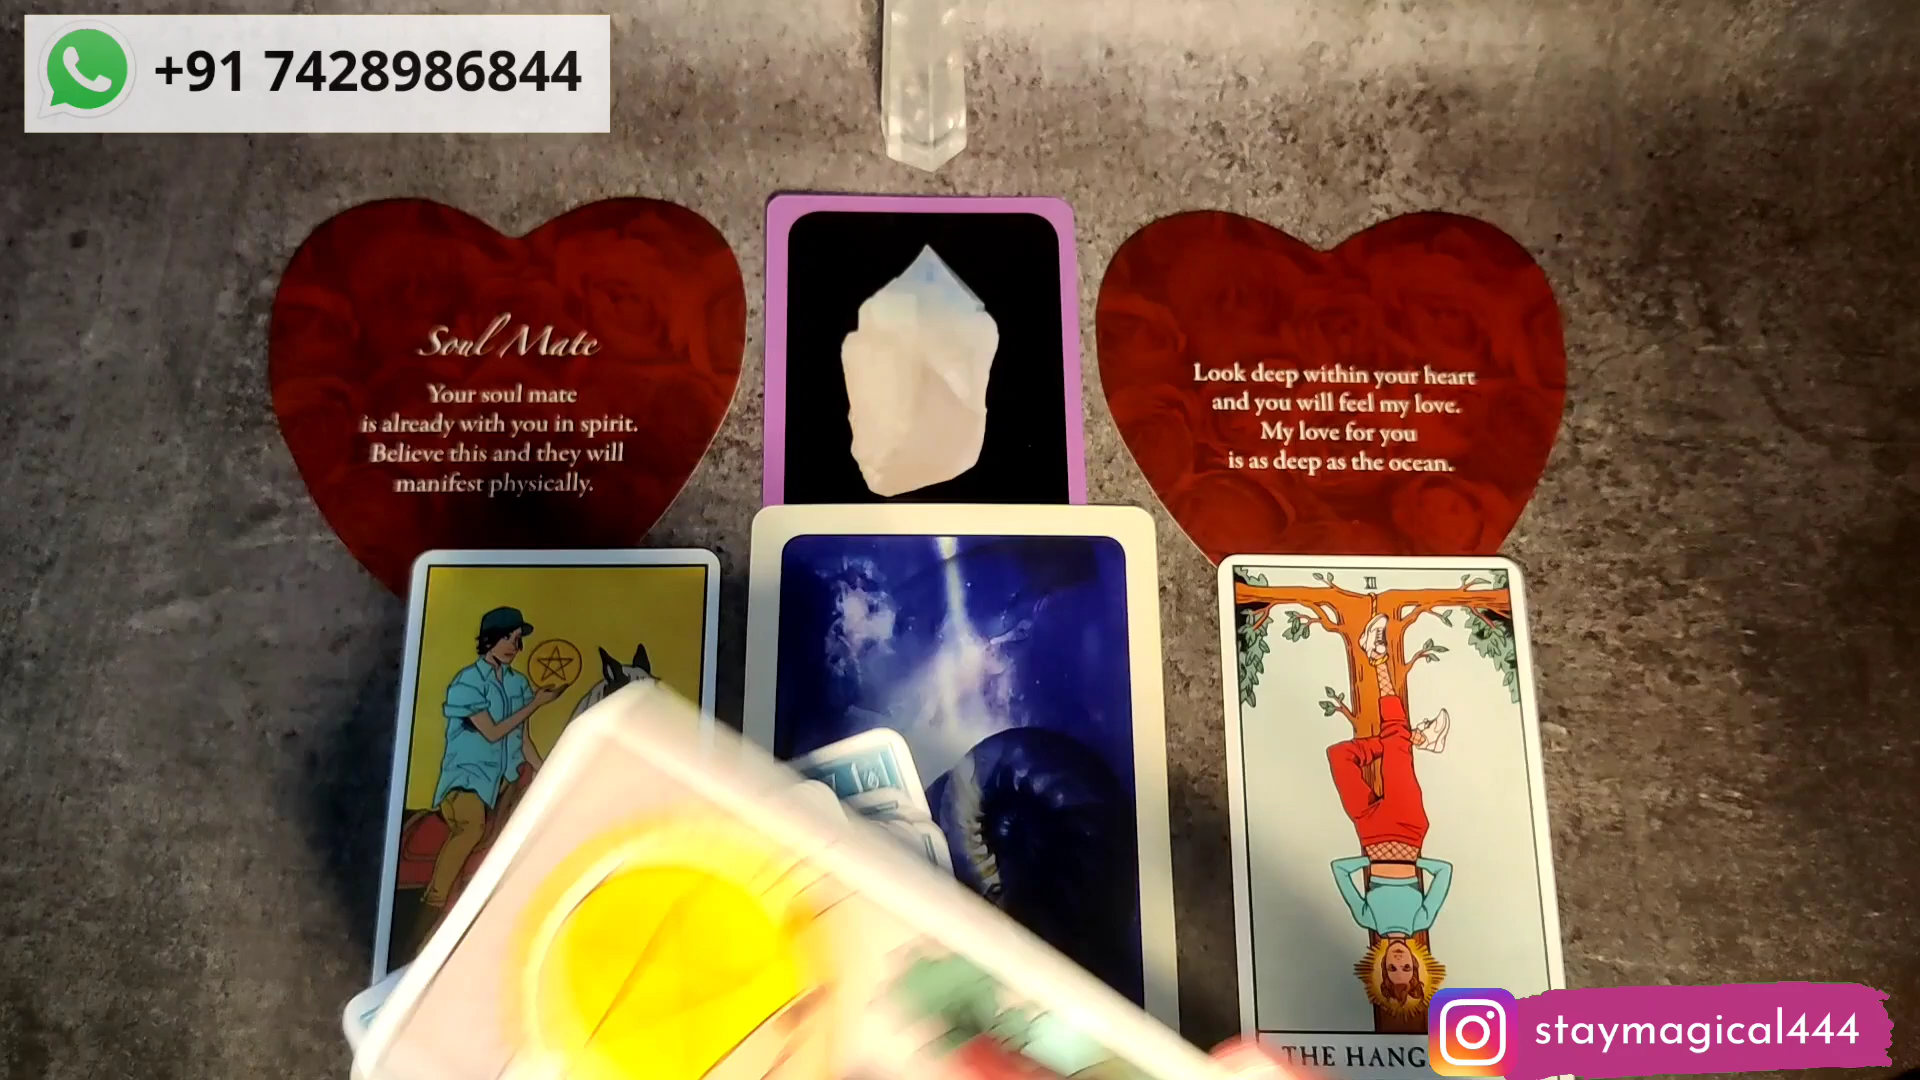 +91 7428986844
Soul Mate
Your soul mate
is already with you in spirit.
Believe this and they will
manifest physically.
Look deep within your heart
and you will feel my love.
My love for you
is as deep as the ocean.
THE HANG
staymagical444